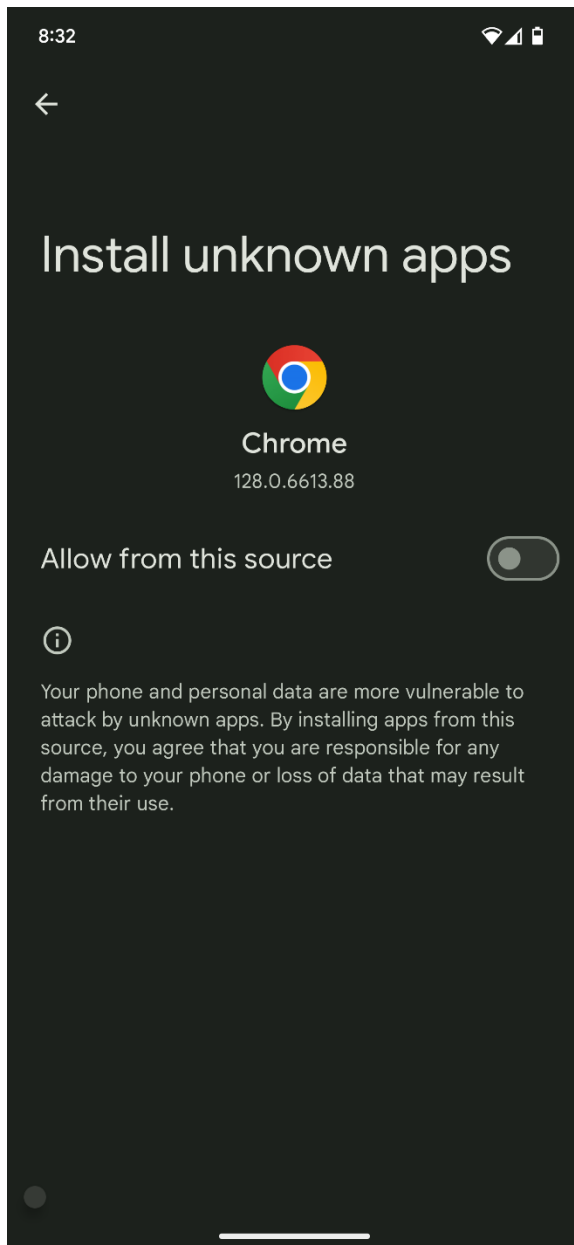 8:32
Install unknown apps
Chrome
128.0.6613.88
Allow from this source
Your phone and personal data are more vulnerable to
attack by unknown apps. By installing apps from this
source, you agree that you are responsible for any
damage to your phone or loss of data that may result
from their use.